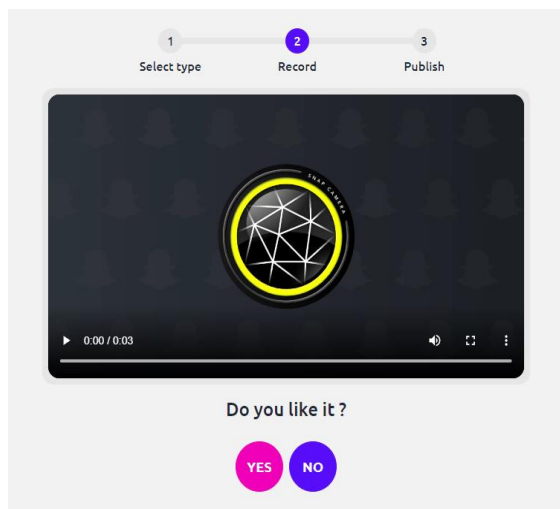 1
2
3
Select type
Record
Publish
SNAP CAMERA
0:00 / 0:03
Do you like it ?
YES
NO